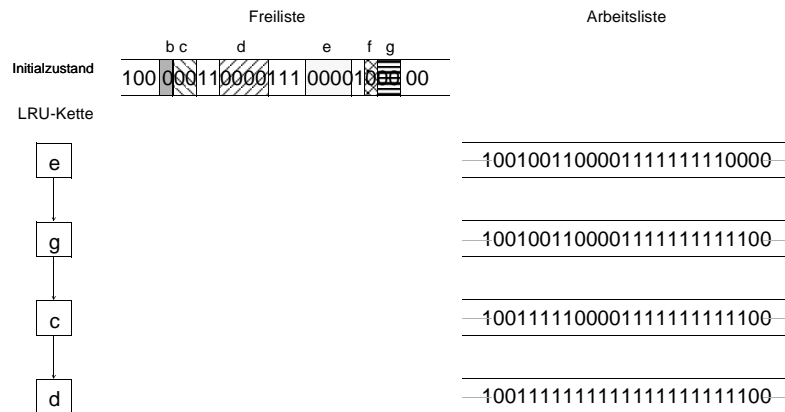 Freiliste Arbeitsliste
b c d e f g
Initialzustand 100 000110000111 00001000 00
LRU-Kette
e 1001001100001111111110000
g 1001001100001111111111100
c 1001111100001111111111100
d 1001111111111111111111100